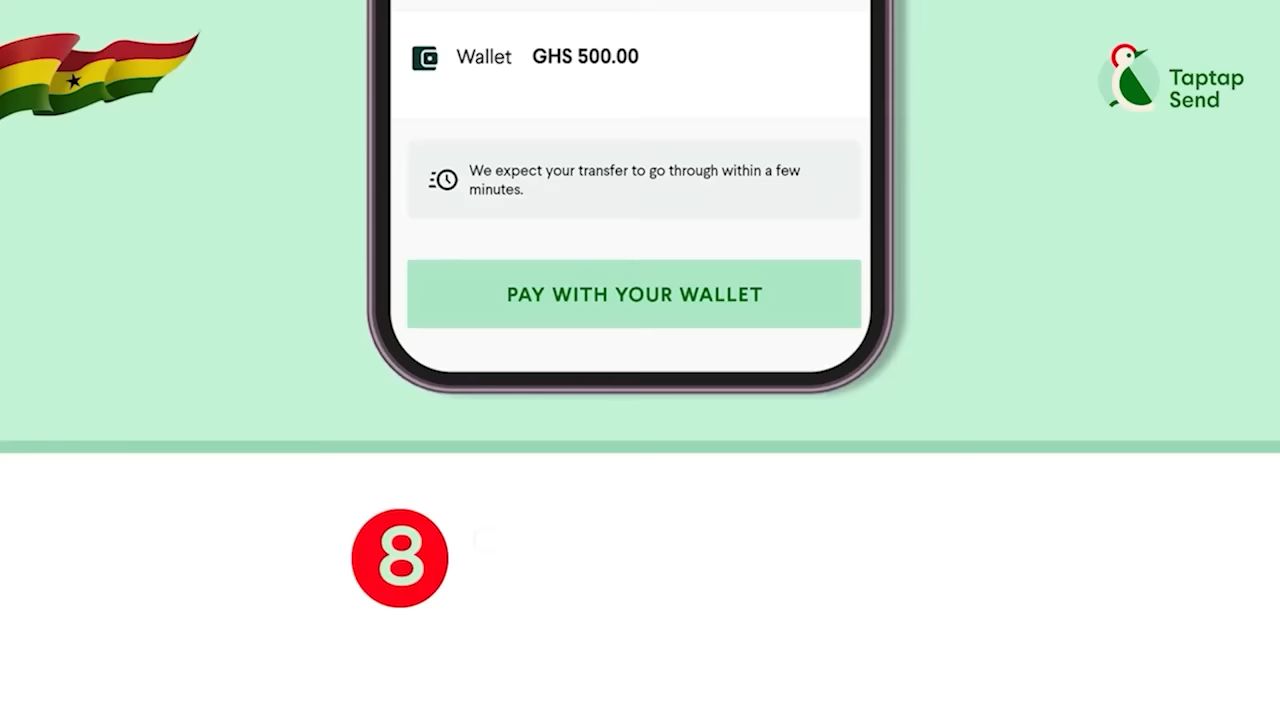 Wallet GHS 500.00
Taptap
Send
We expect your transfer to go through within a few
minutes.
PAY WITH YOUR WALLET
8